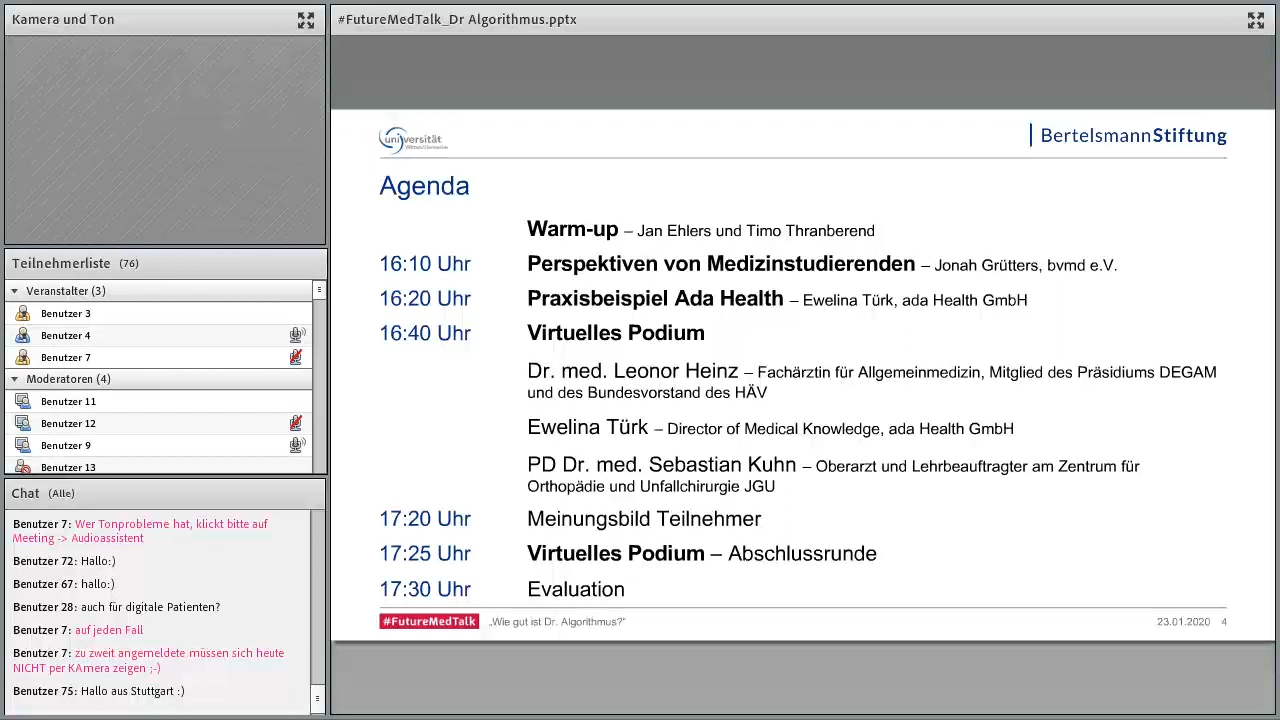 Kamera und Ton
#FutureMedTalk_Dr Algorithmus.pptx
Teilnehmerliste (76)
Veranstalter (3)
Benutzer 3
Benutzer 4
Benutzer 7
Moderatoren (4)
Benutzer 11
Benutzer 12
Benutzer 9
Benutzer 13
Chat (Alle)
Benutzer 7: Wer Tonprobleme hat, klickt bitte auf
Meeting -> Audioassistent
Benutzer 72: Hallo:)
Benutzer 67: hallo:)
Benutzer 28: auch für digitale Patienten?
Benutzer 7: auf jeden Fall
Benutzer 7: zu zweit angemeldete müssen sich heute
NICHT per KAmera zeigen ;-)
Benutzer 75: Hallo aus Stuttgart :)
universität
Witten/Herdecke
BertelsmannStiftung
Agenda
Warm-up – Jan Ehlers und Timo Thranberend
16:10 Uhr Perspektiven von Medizinstudierenden – Jonah Grütters, bvmd e.V.
16:20 Uhr Praxisbeispiel Ada Health – Ewelina Türk, ada Health GmbH
16:40 Uhr Virtuelles Podium
Dr. med. Leonor Heinz – Fachärztin für Allgemeinmedizin, Mitglied des Präsidiums DEGAM
und des Bundesvorstand des HÄV
Ewelina Türk – Director of Medical Knowledge, ada Health GmbH
PD Dr. med. Sebastian Kuhn – Oberarzt und Lehrbeauftragter am Zentrum für
Orthopädie und Unfallchirurgie JGU
17:20 Uhr Meinungsbild Teilnehmer
17:25 Uhr Virtuelles Podium – Abschlussrunde
17:30 Uhr Evaluation
#FutureMedTalk „Wie gut ist Dr. Algorithmus?" 23.01.2020 4